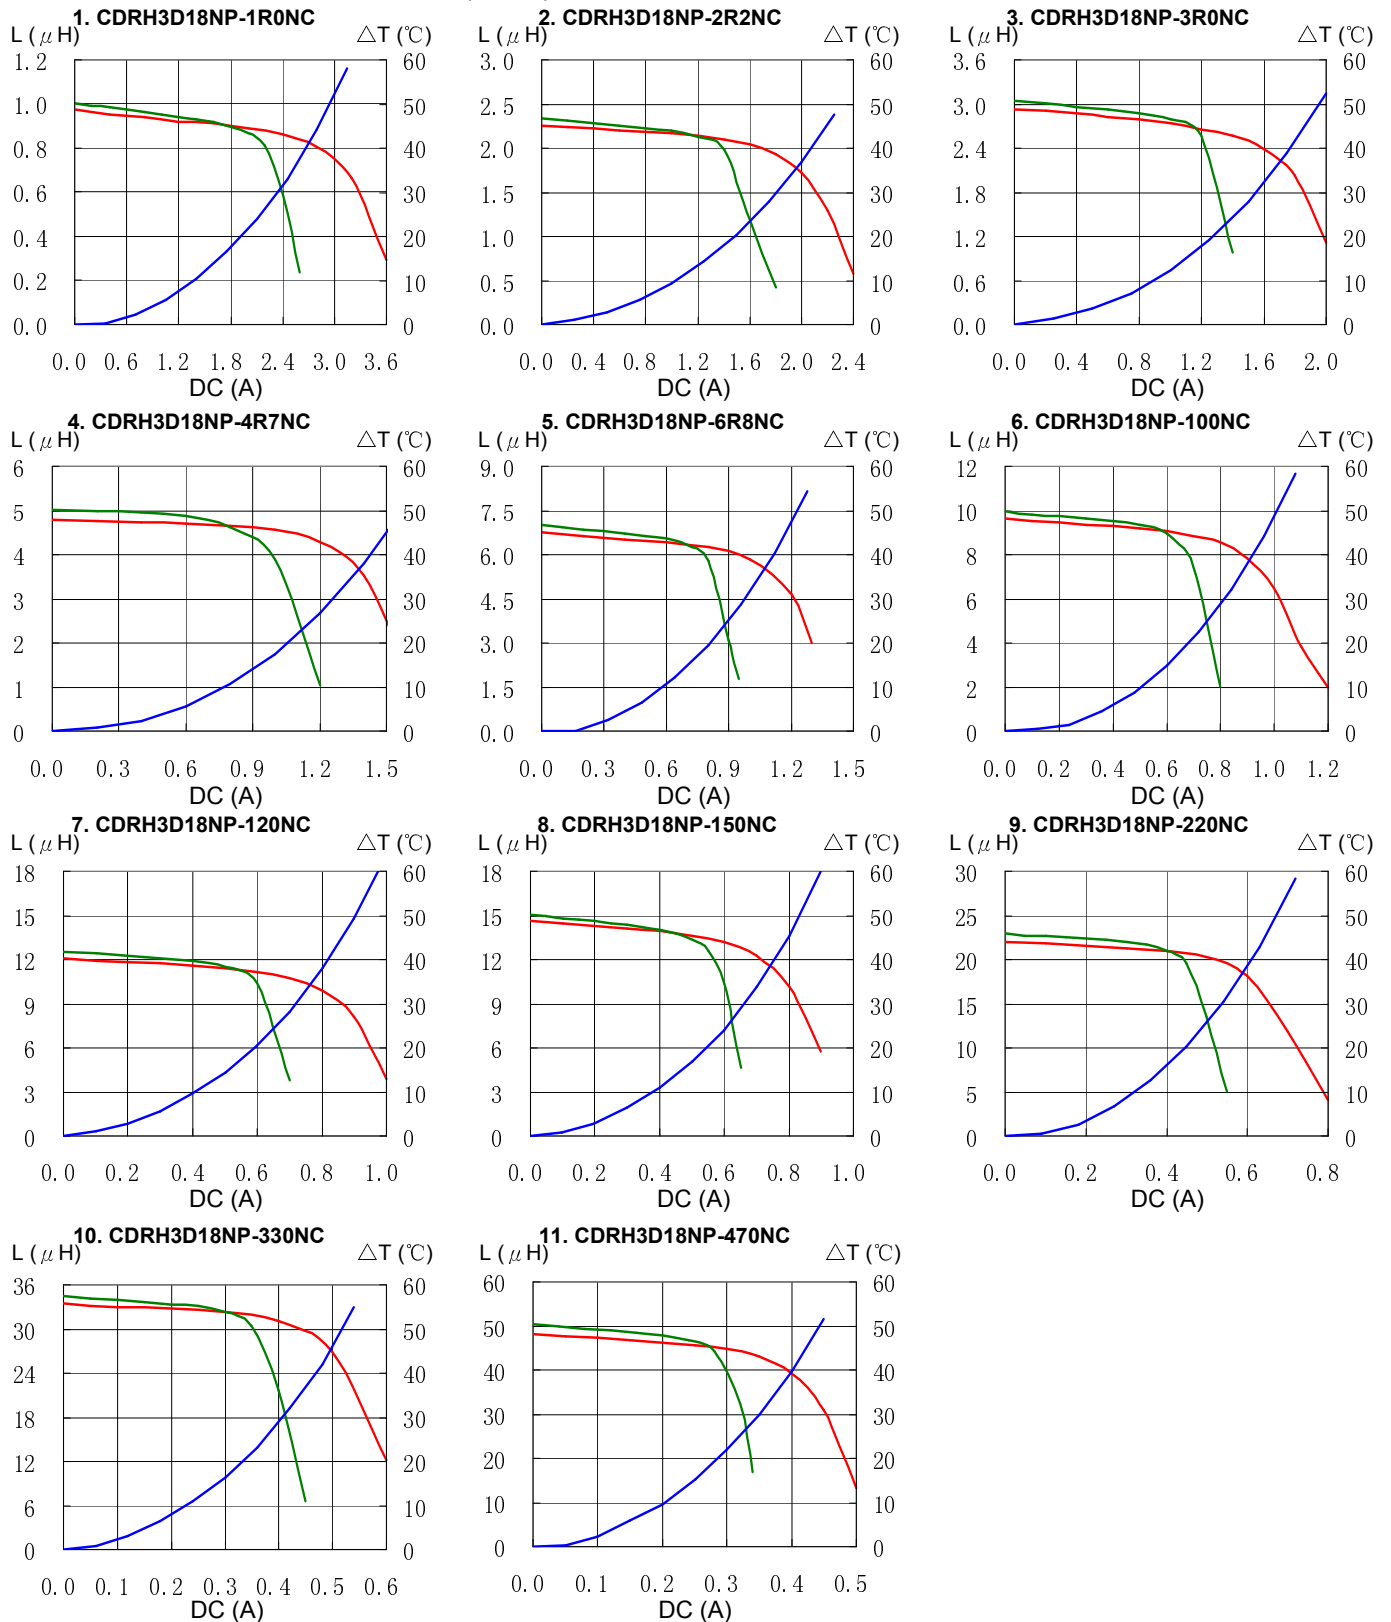 1. CDRH3D18NP-1R0NC
L (μH) △T (℃)
1.2 60
1.0 50
0.8 40
0.6 30
0.4 20
0.2 10
0.0 0
0.0 0.6 1.2 1.8 2.4 3.0 3.6
DC (A)
2. CDRH3D18NP-2R2NC
L (μH) △T (℃)
3.0 60
2.5 50
2.0 40
1.5 30
1.0 20
0.5 10
0.0 0
0.0 0.4 0.8 1.2 1.6 2.0 2.4
DC (A)
3. CDRH3D18NP-3R0NC
L (μH) △T (℃)
3.6 60
3.0 50
2.4 40
1.8 30
1.2 20
0.6 10
0.0 0
0.0 0.4 0.8 1.2 1.6 2.0
DC (A)
4. CDRH3D18NP-4R7NC
L (μH) △T (℃)
6 60
5 50
4 40
3 30
2 20
1 10
0 0
0.0 0.3 0.6 0.9 1.2 1.5
DC (A)
5. CDRH3D18NP-6R8NC
L (μH) △T (℃)
9.0 60
7.5 50
6.0 40
4.5 30
3.0 20
1.5 10
0.0 0
0.0 0.3 0.6 0.9 1.2 1.5
DC (A)
6. CDRH3D18NP-100NC
L (μH) △T (℃)
12 60
10 50
8 40
6 30
4 20
2 10
0 0
0.0 0.2 0.4 0.6 0.8 1.0 1.2
DC (A)
7. CDRH3D18NP-120NC
L (μH) △T (℃)
18 60
15 50
12 40
9 30
6 20
3 10
0 0
0.0 0.2 0.4 0.6 0.8 1.0
DC (A)
8. CDRH3D18NP-150NC
L (μH) △T (℃)
18 60
15 50
12 40
9 30
6 20
3 10
0 0
0.0 0.2 0.4 0.6 0.8 1.0
DC (A)
9. CDRH3D18NP-220NC
L (μH) △T (℃)
30 60
25 50
20 40
15 30
10 20
5 10
0 0
0.0 0.2 0.4 0.6 0.8
DC (A)
10. CDRH3D18NP-330NC
L (μH) △T (℃)
36 60
30 50
24 40
18 30
12 20
6 10
0 0
0.0 0.1 0.2 0.3 0.4 0.5 0.6
DC (A)
11. CDRH3D18NP-470NC
L (μH) △T (℃)
60 60
50 50
40 40
30 30
20 20
10 10
0 0
0.0 0.1 0.2 0.3 0.4 0.5
DC (A)